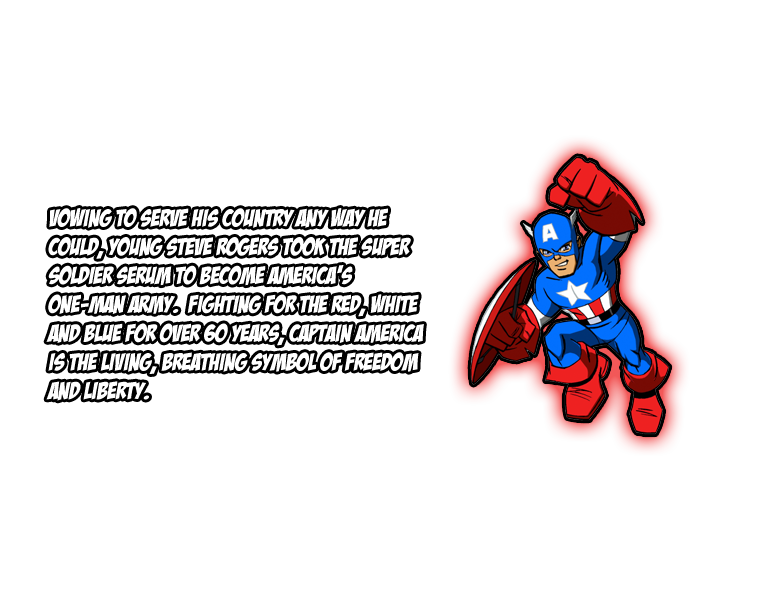 VOWING TO SERVE HIS COUNTRY ANY WAY HE
COULD, YOUNG STEVE ROGERS TOOK THE SUPER
SOLDIER SERUM TO BECOME AMERICA'S
ONE-MAN ARMY.  FIGHTING FOR THE RED, WHITE
AND BLUE FOR OVER 60 YEARS, CAPTAIN AMERICA
IS THE LIVING, BREATHING SYMBOL OF FREEDOM
AND LIBERTY.
A